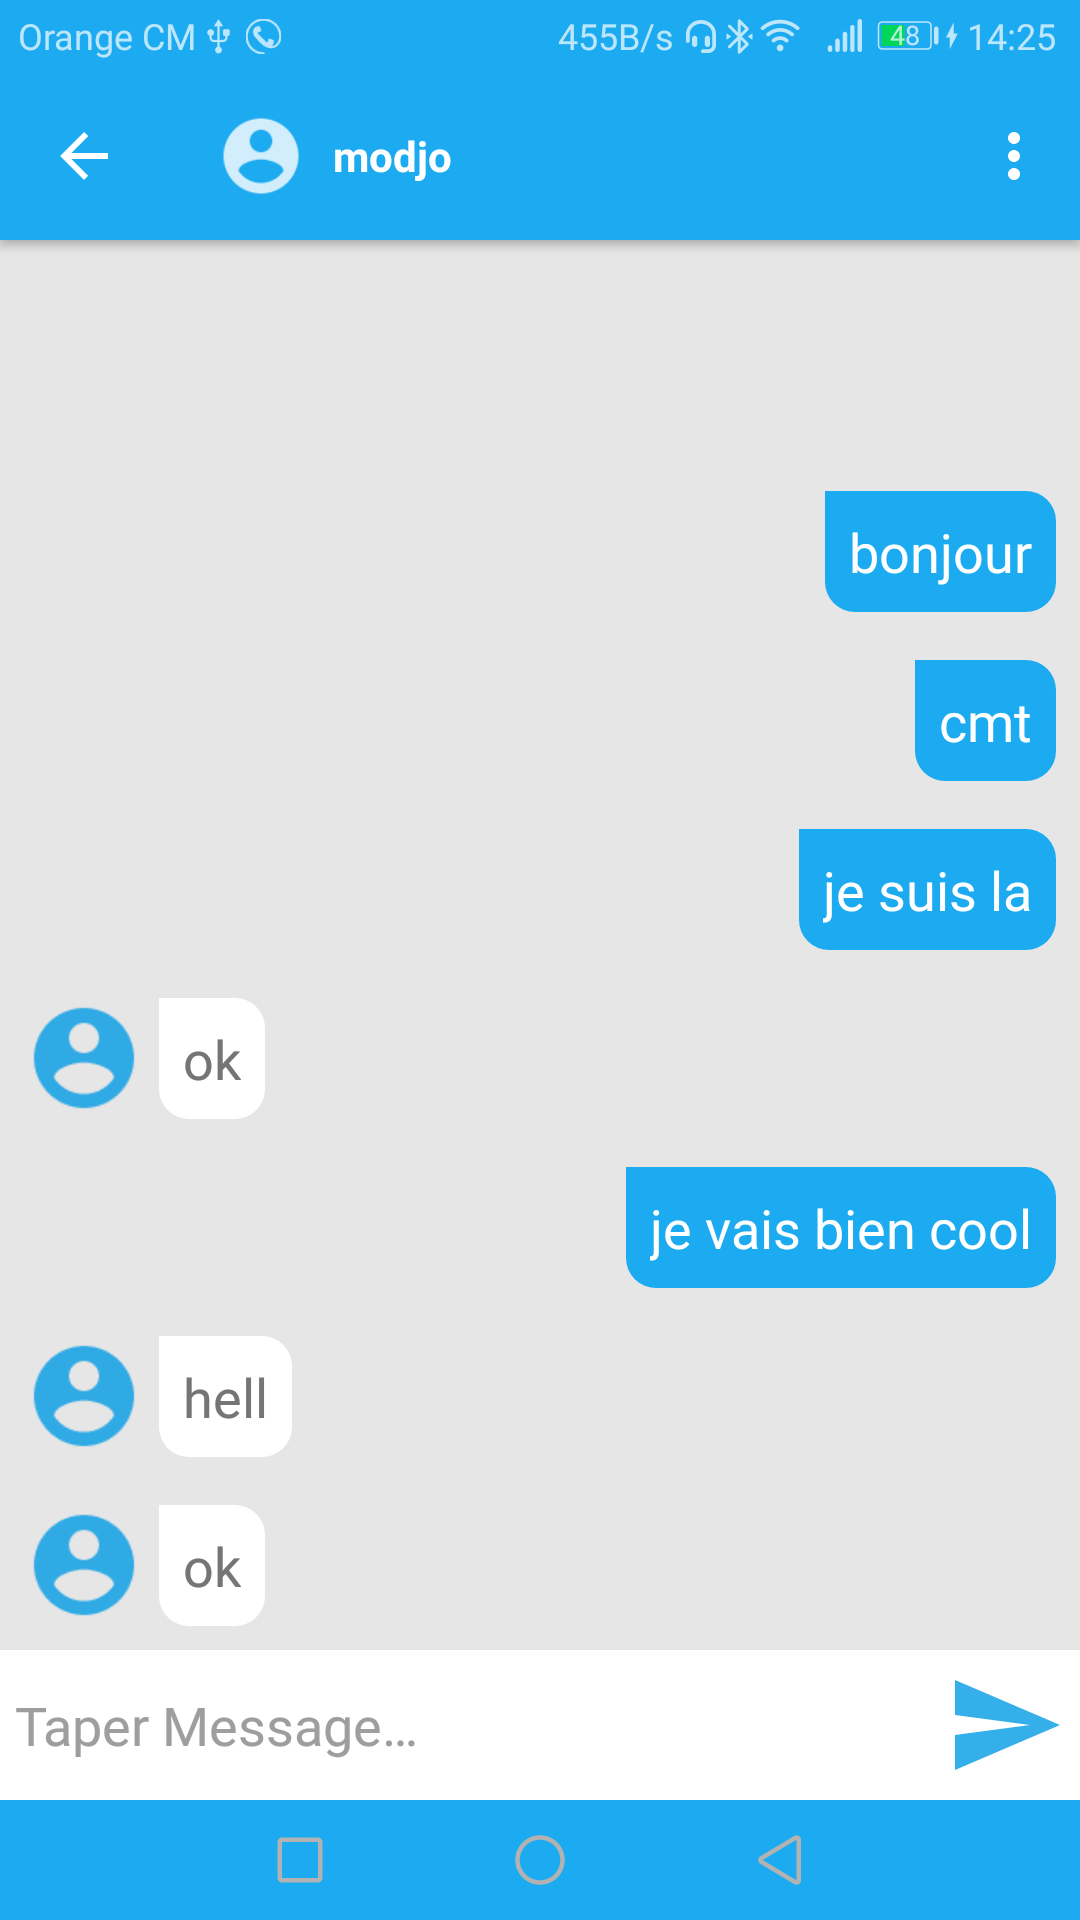 Orange CM 455B/s 48 14:25
modjo
bonjour
cmt
je suis la
ok
je vais bien cool
hell
ok
Taper Message...